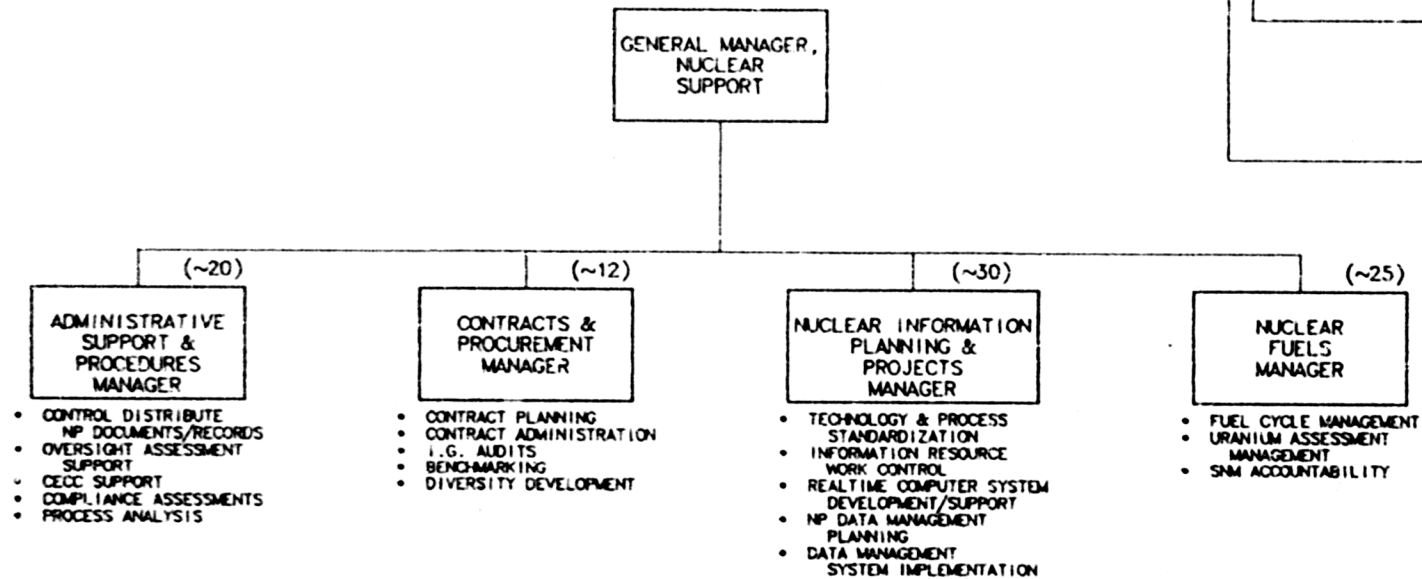 GENERAL MANAGER,
NUCLEAR
SUPPORT
(~20)
ADMINISTRATIVE
SUPPORT &
PROCEDURES
MANAGER
• CONTROL DISTRIBUTE
NP DOCUMENTS/RECORDS
• OVERSIGHT ASSESSMENT
SUPPORT
• CECC SUPPORT
• COMPLIANCE ASSESSMENTS
• PROCESS ANALYSIS
(~12)
CONTRACTS &
PROCUREMENT
MANAGER
• CONTRACT PLANNING
• CONTRACT ADMINISTRATION
• I.G. AUDITS
• BENCHMARKING
• DIVERSITY DEVELOPMENT
(~30)
NUCLEAR INFORMATION
PLANNING &
PROJECTS
MANAGER
• TECHNOLOGY & PROCESS
STANDARDIZATION
• INFORMATION RESOURCE
WORK CONTROL
• REALTIME COMPUTER SYSTEM
DEVELOPMENT/SUPPORT
• NP DATA MANAGEMENT
PLANNING
• DATA MANAGEMENT
SYSTEM IMPLEMENTATION
(~25)
NUCLEAR
FUELS
MANAGER
• FUEL CYCLE MANAGEMENT
• URANIUM ASSESSMENT
MANAGEMENT
• SNM ACCOUNTABILITY